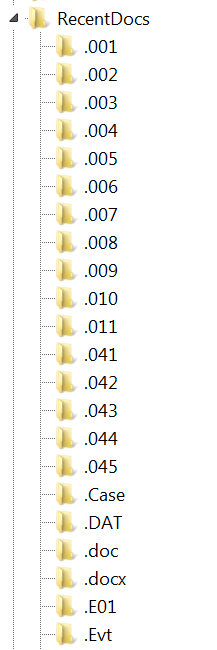 RecentDocs
.001
.002
.003
.004
.005
.006
.007
.008
.009
.010
.011
.041
.042
.043
.044
.045
.Case
.DAT
.doc
.docx
.E01
.Evt